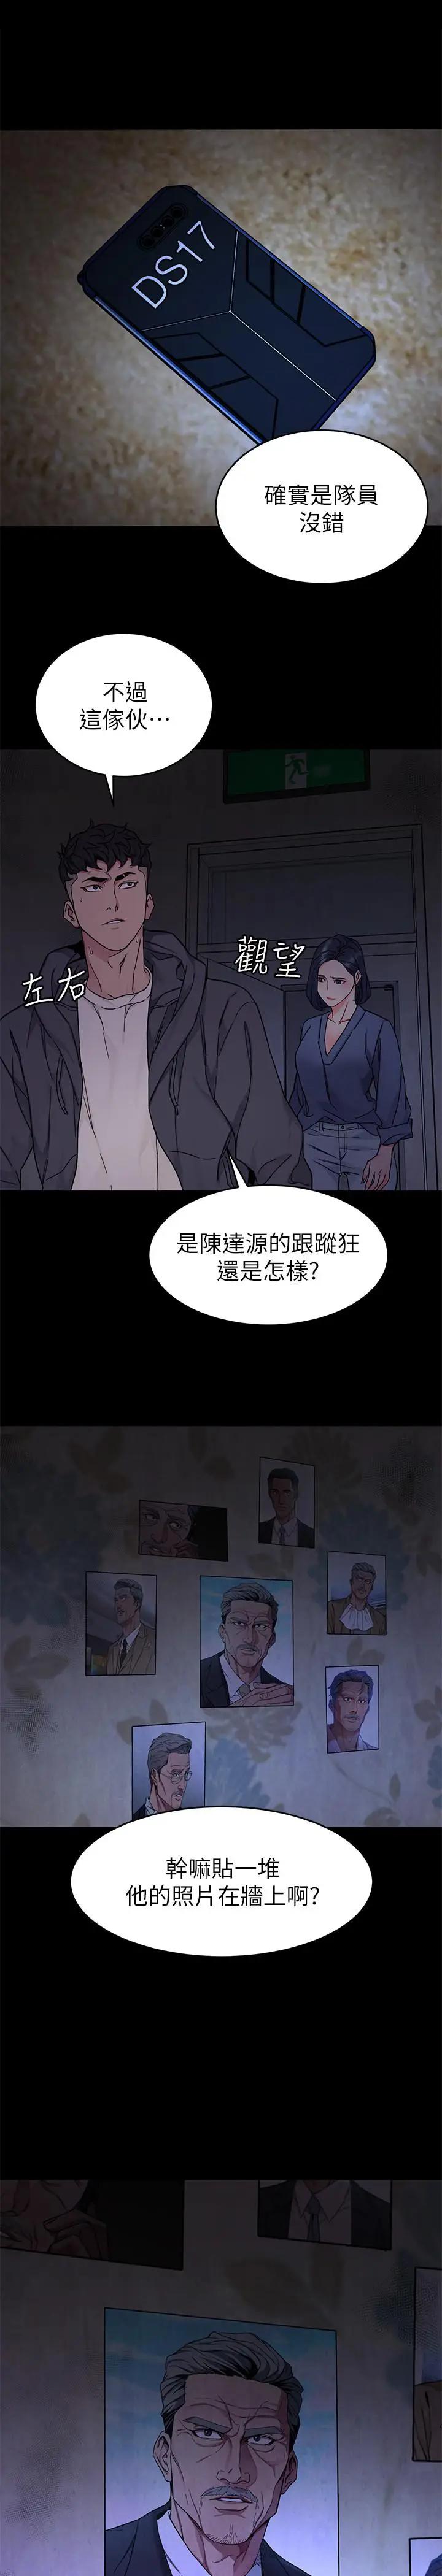 DS17
確實是隊員
沒錯
不過
這傢伙…
左右
觀望
是陳達源的跟蹤狂
還是怎樣?
幹嘛貼一堆
他的照片在牆上啊?